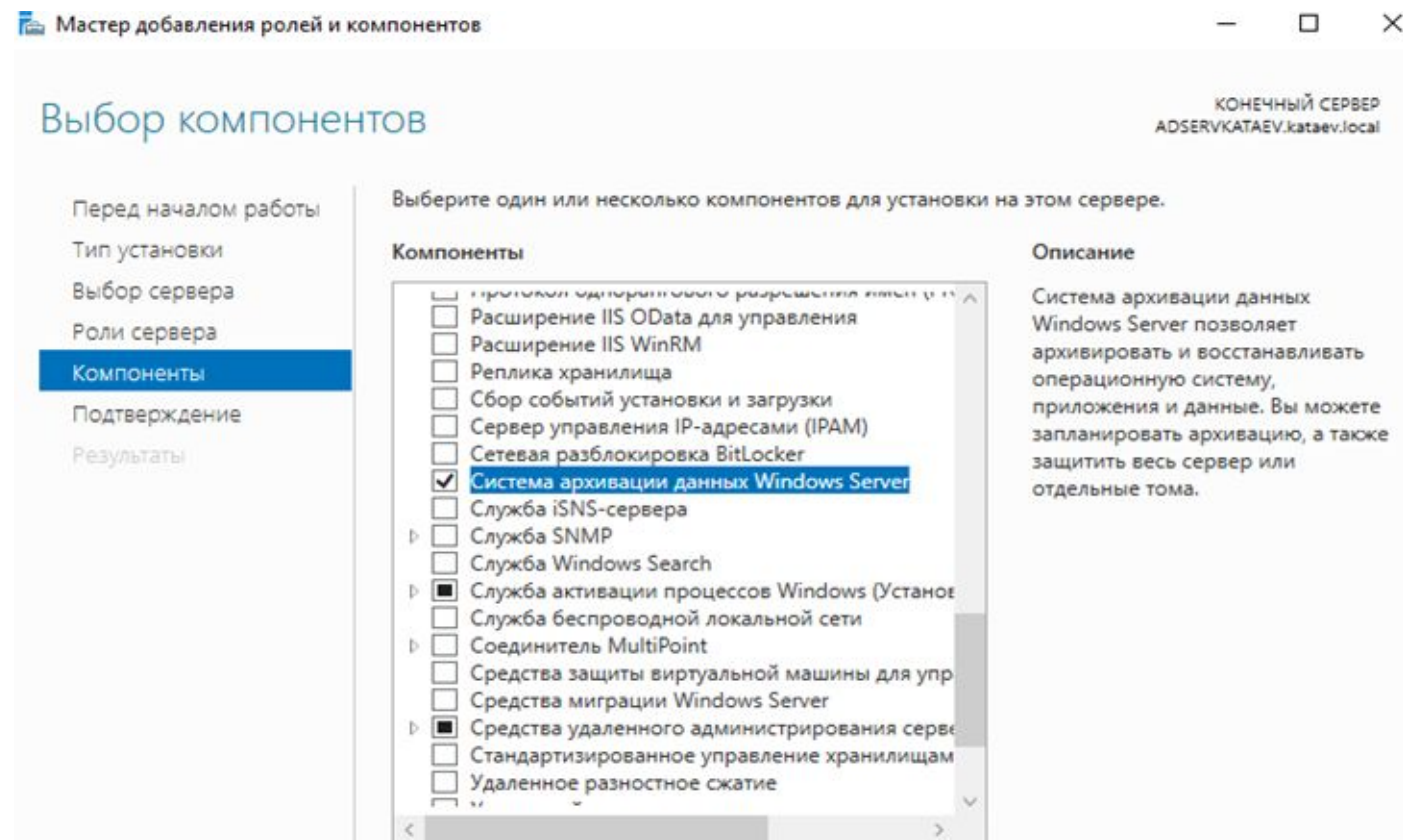 Мастер добавления ролей и компонентов
Выбор компонентов
КОНЕЧНЫЙ СЕРВЕР
ADSERVKATAEV.kataev.local
Перед началом работы
Тип установки
Выбор сервера
Роли сервера
Компоненты
Подтверждение
Результаты
Выберите один или несколько компонентов для установки на этом сервере.
Компоненты
Протокол однорангового разрешения имен
Расширение IIS OData для управления
Расширение IIS WinRM
Реплика хранилища
Сбор событий установки и загрузки
Сервер управления IP-адресами (IPAM)
Сетевая разблокировка BitLocker
Система архивации данных Windows Server
Служба iSNS-сервера
Служба SNMP
Служба Windows Search
Служба активации процессов Windows (Установ
Служба беспроводной локальной сети
Соединитель MultiPoint
Средства защиты виртуальной машины для упр
Средства миграции Windows Server
Средства удаленного администрирования серве
Стандартизированное управление хранилищам
Удаленное разностное сжатие
Описание
Система архивации данных
Windows Server позволяет
архивировать и восстанавливать
операционную систему,
приложения и данные. Вы можете
запланировать архивацию, а также
защитить весь сервер или
отдельные тома.